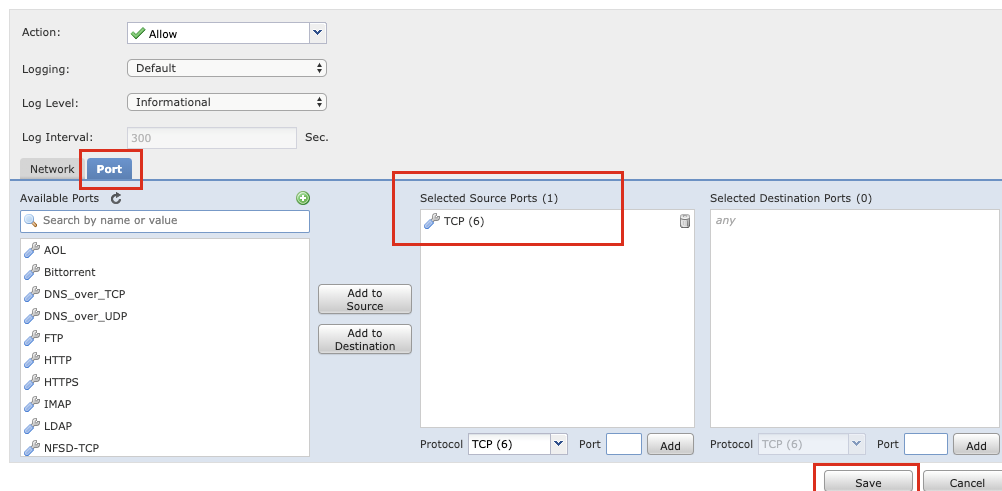 Action:
Allow
Logging:
Default
Log Level:
Informational
Log Interval:
300
Sec.
Network
Port
Available Ports
Search by name or value
AOL
Bittorrent
DNS_over_TCP
DNS_over_UDP
FTP
HTTP
HTTPS
IMAP
LDAP
NFSD-TCP
Add to
Source
Add to
Destination
Selected Source Ports (1)
TCP (6)
Protocol
TCP (6)
Port
Add
Selected Destination Ports (0)
any
Protocol
TCP (6)
Port
Add
Save
Cancel